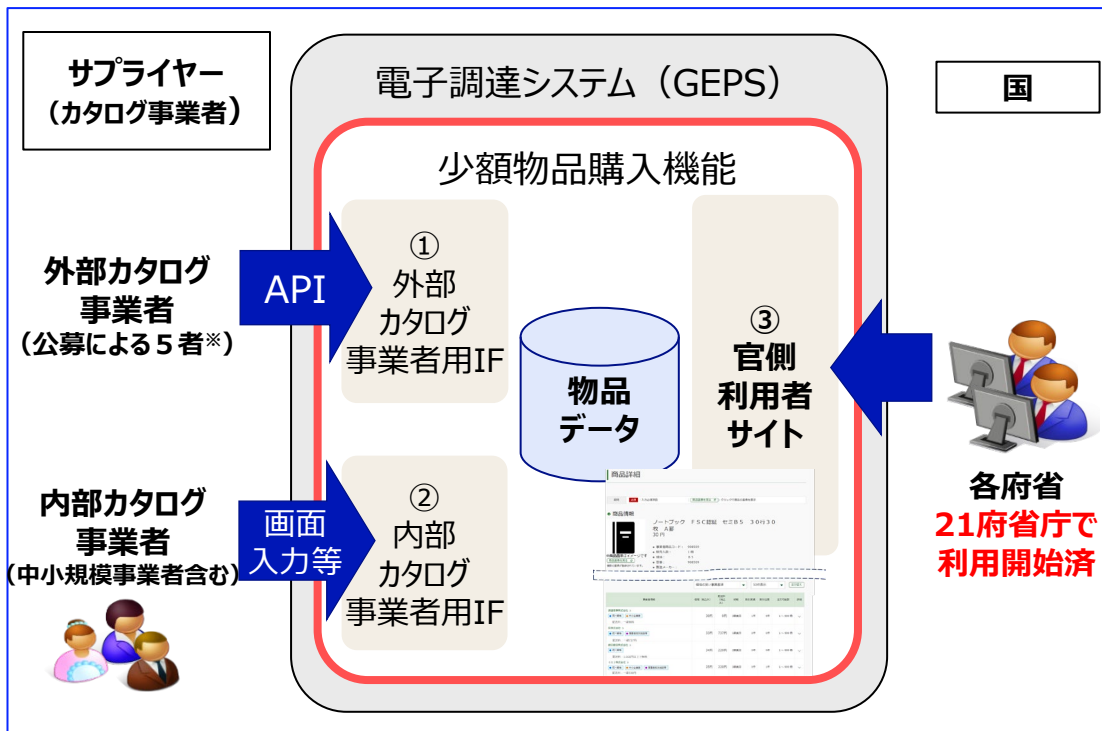 サプライヤー
（カタログ事業者）
電子調達システム（GEPS）
国
少額物品購入機能
外部カタログ
事業者
（公募による５者※）
API
①
外部
カタログ
事業者用IF
物品
データ
③
官側
利用者
サイト
内部カタログ
事業者
（中小規模事業者含む）
画面
入力等
②
内部
カタログ
事業者用IF
各府省
21府省庁で
利用開始済
商品詳細
商品情報
ノートブック　ＦＳＣ認証　セミＢ５　３０行３０
枚　Ａ罫
30 円